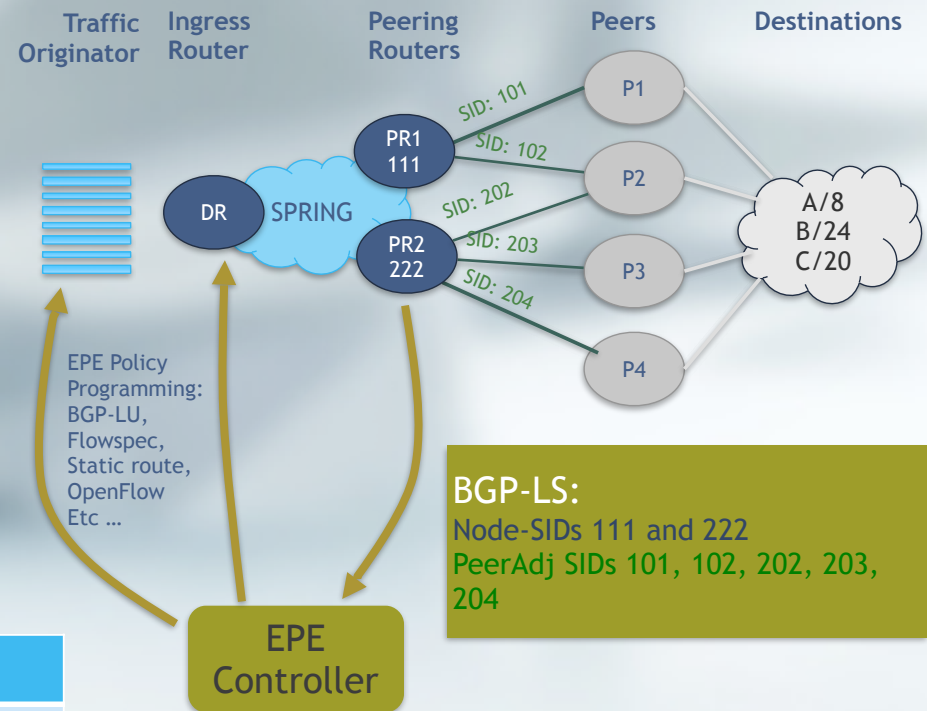 Traffic
Originator
Ingress
Router
Peering
Routers
Peers
Destinations
SID: 101
SID: 102
SID: 202
SID: 203
SID: 204
PR1
111
PR2
222
DR
SPRING
P1
P2
P3
P4
A/8
B/24
C/20
EPE Policy
Programming:
BGP-LU,
Flowspec,
Static route,
OpenFlow
Etc …
BGP-LS:
Node-SIDs 111 and 222
PeerAdj SIDs 101, 102, 202, 203,
204
EPE
Controller